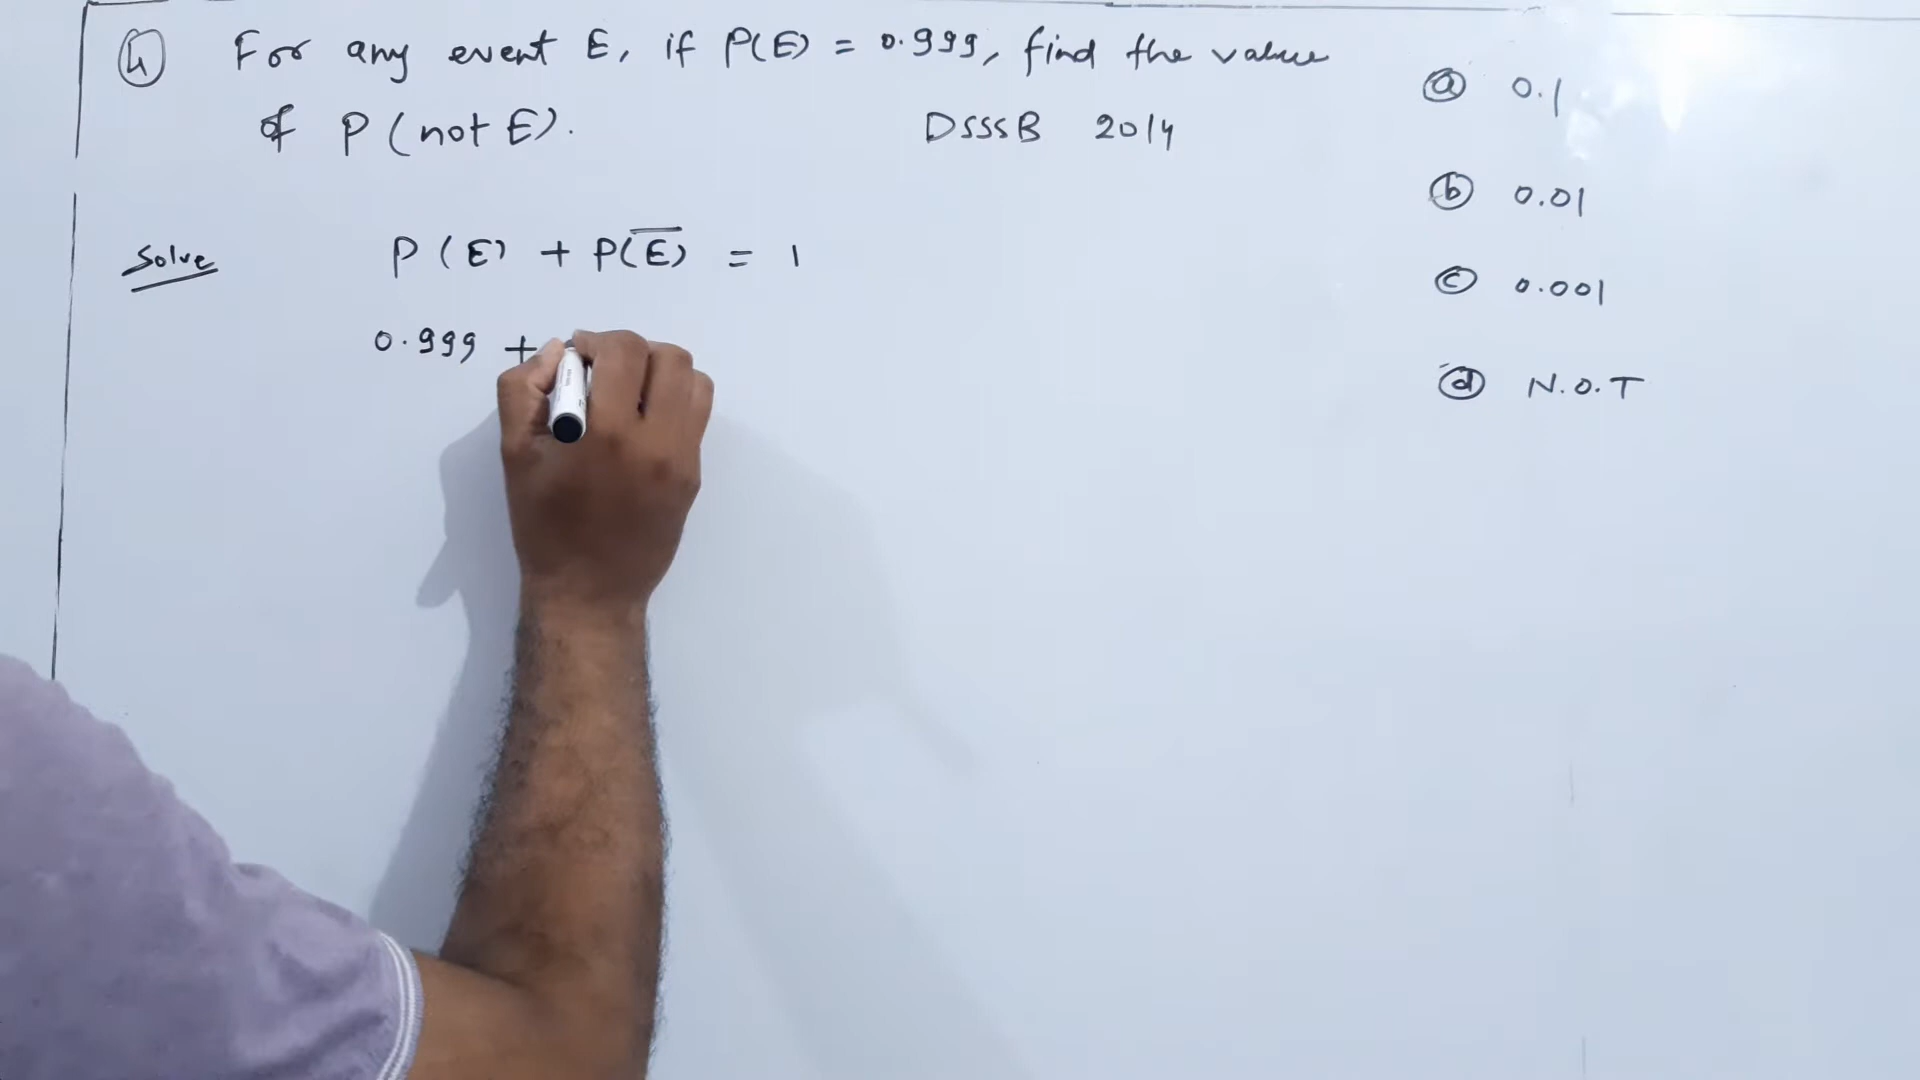 4 For any event E, if P(E) = 0.999, find the value
of P (not E).
DSSSB 2014
ⓐ 0.1
ⓑ 0.01
ⓒ 0.001
ⓓ N.O.T
Solve
P (E) + P(E̅) = 1
0.999 +